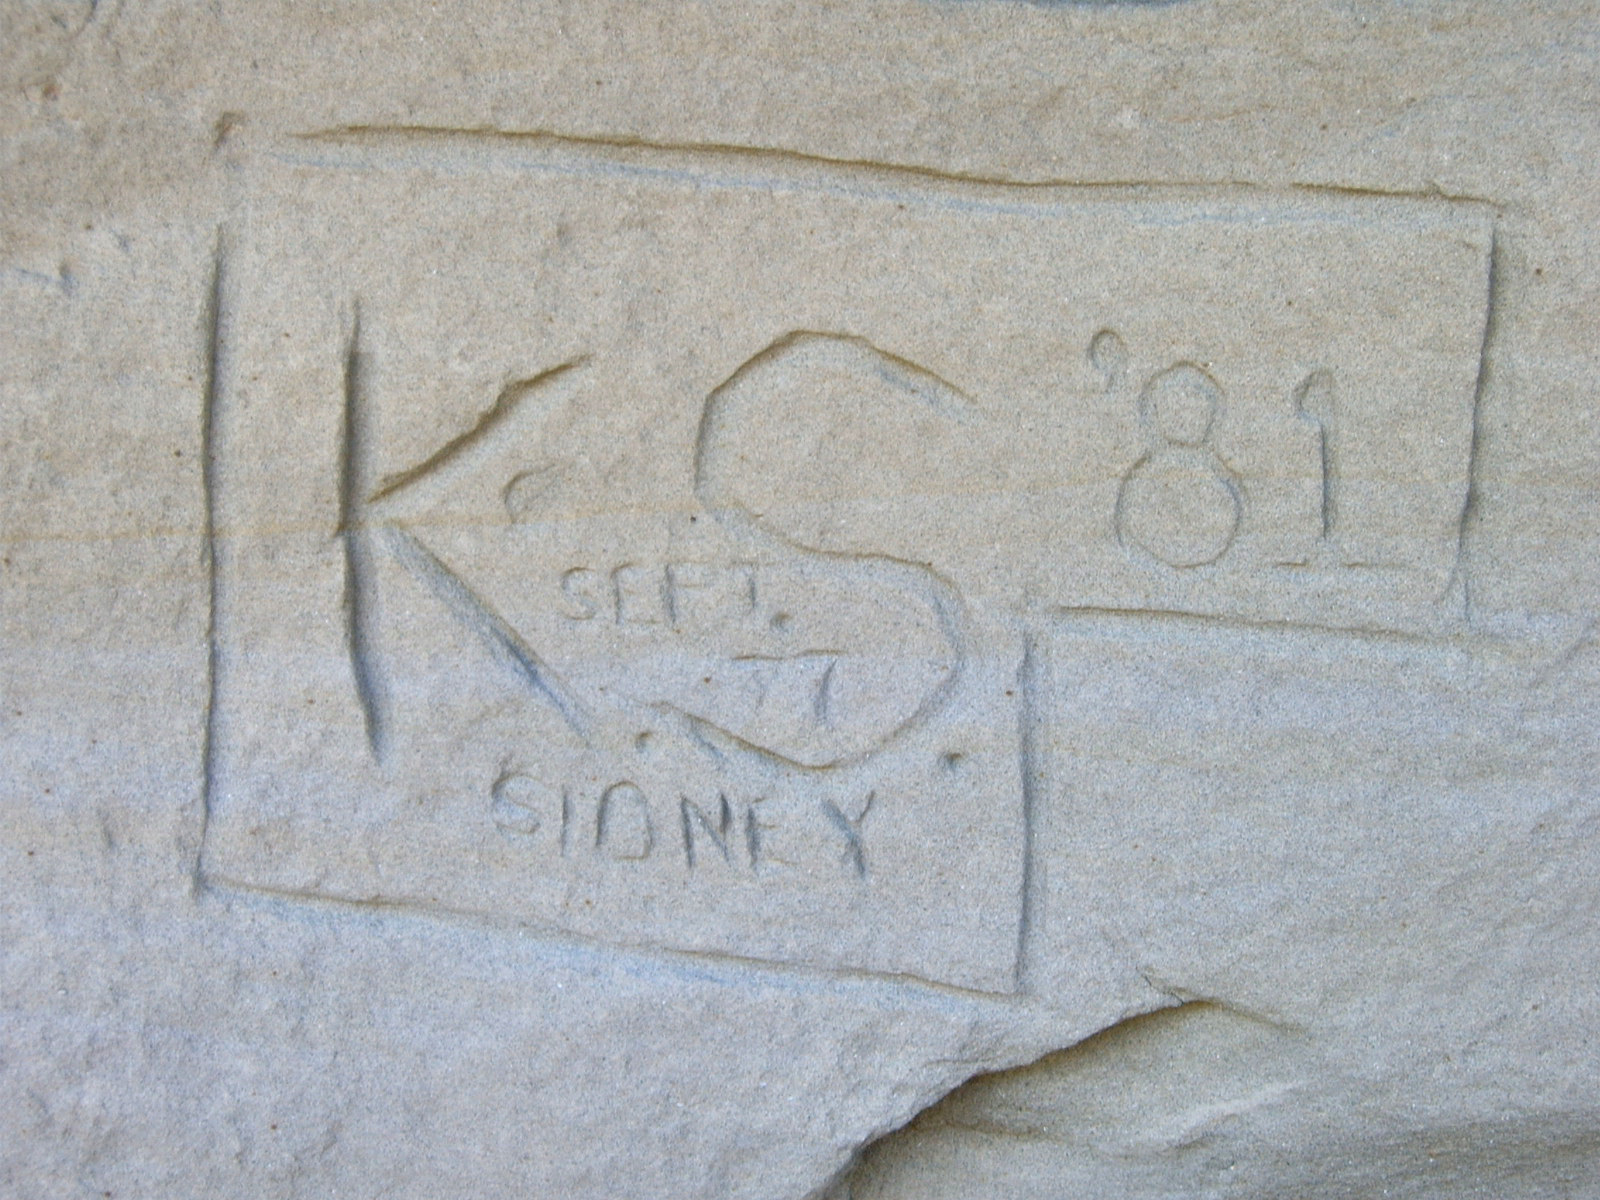 K.S. '81
SEPT.
77
SIDNEY